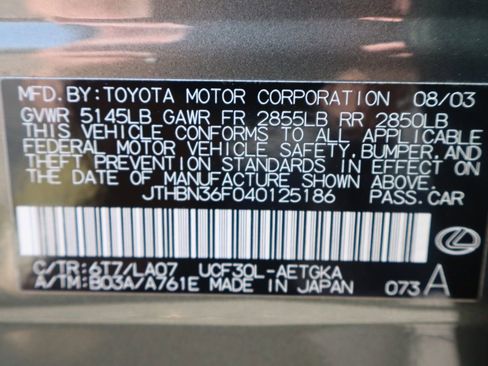 MFD. BY: TOYOTA MOTOR CORPORATION 08/03
GVWR 5145LB GAWR FR 2855LB RR 2850LB
THIS VEHICLE CONFORMS TO ALL APPLICABLE
FEDERAL MOTOR VEHICLE SAFETY, BUMPER, AND
THEFT PREVENTION STANDARDS IN EFFECT ON
THE DATE OF MANUFACTURE SHOWN ABOVE.
JTHBN36F040125186 PASS. CAR
C/TR: 6T7/LA07 UCF30L-AETGKA
A/TM: B03A/A761E MADE IN JAPAN 073 A